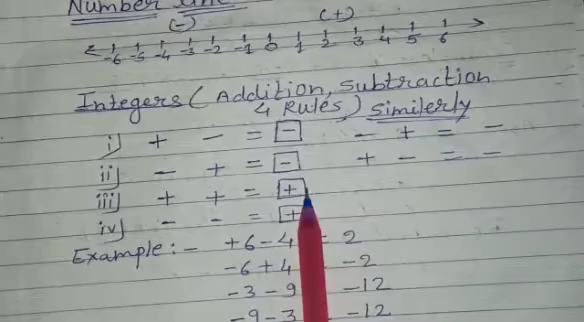 Number Line
(-) (+)
-6 -5 -4 -3 -2 -1 0 1 2 3 4 5 6
Integers (Addition, Subtraction
4 Rules) Similerly
i) + - = - - + = -
ii) - + = - + - = -
iii) + + = +
iv) - - = +
Example:- +6-4 = 2
-6+4 -2
-3-9 -12
-9-3 -12